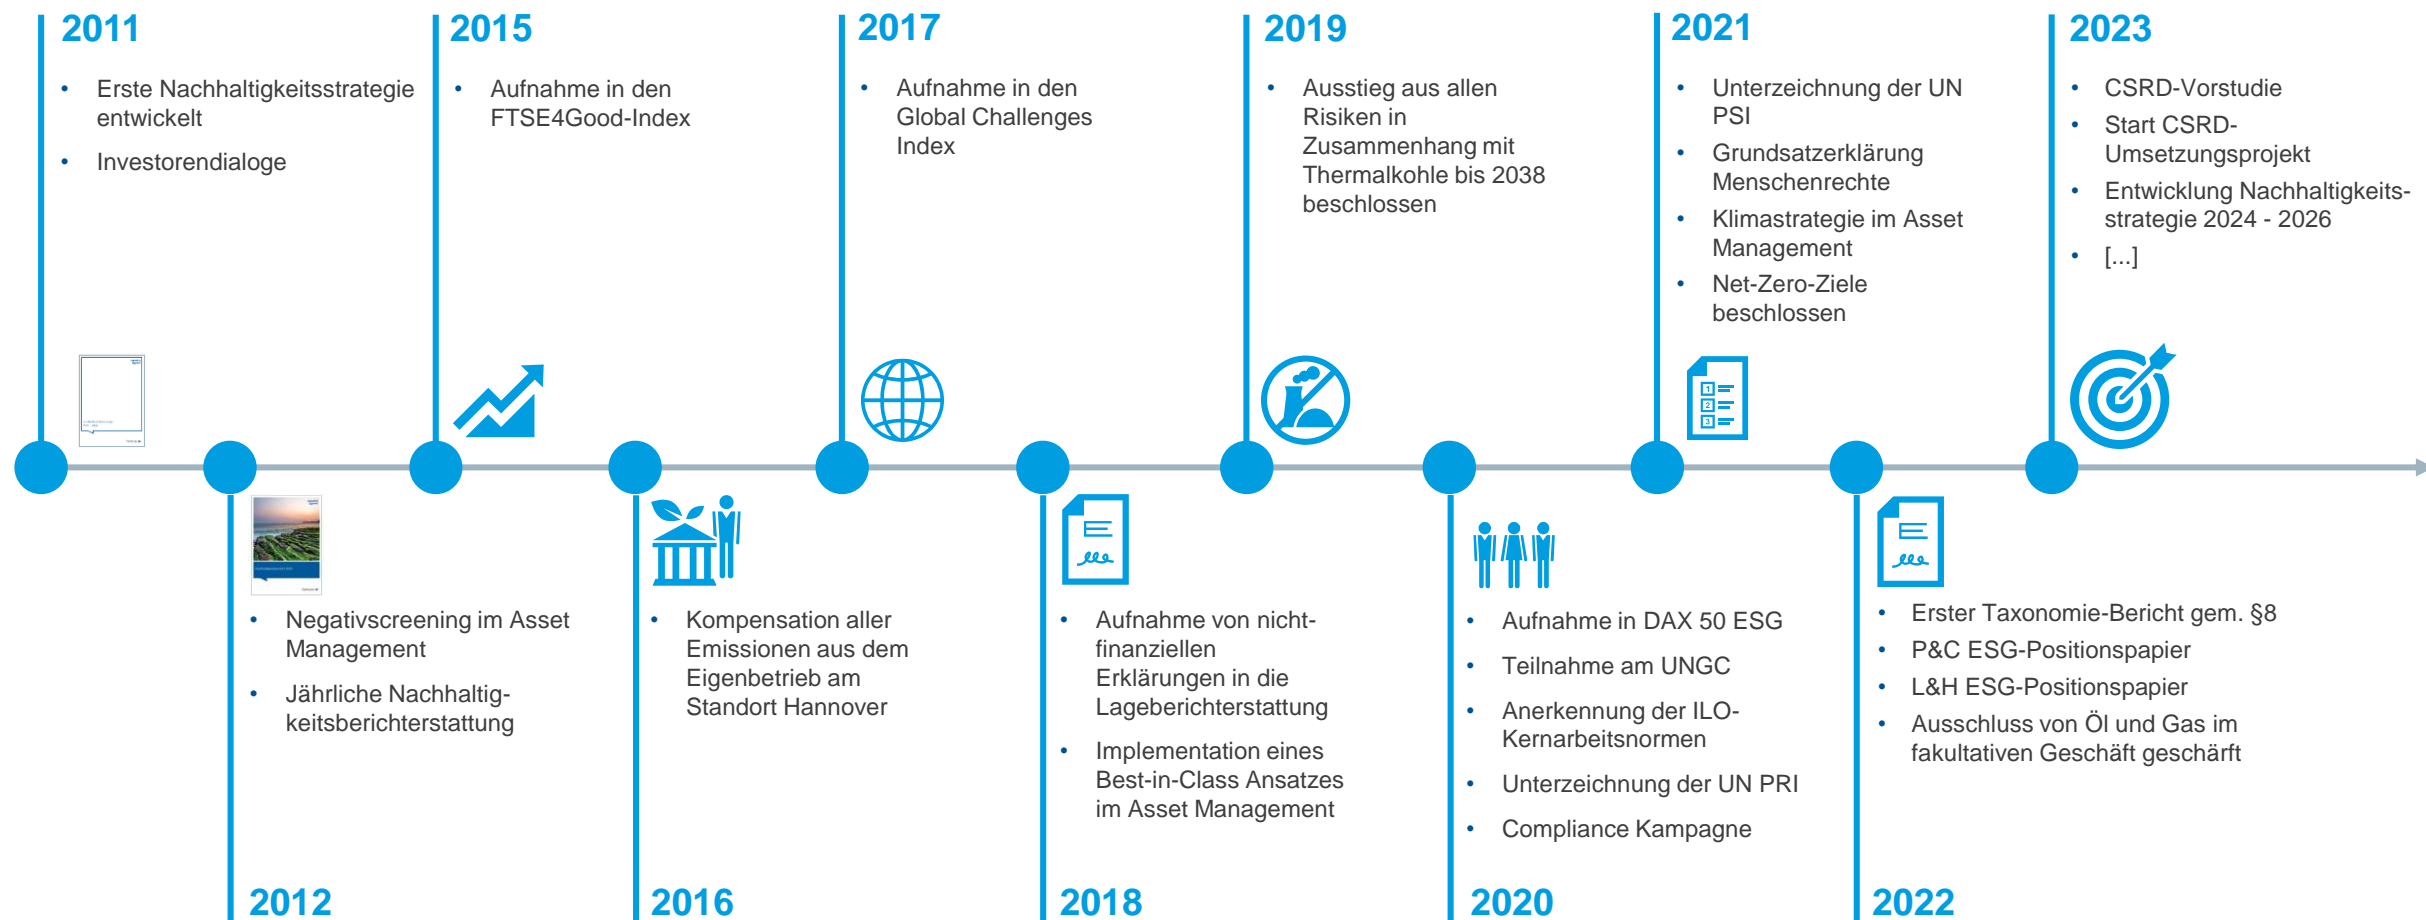 2011
• Erste Nachhaltigkeitsstrategie
entwickelt
• Investorendialoge
2015
• Aufnahme in den
FTSE4Good-Index
2017
• Aufnahme in den
Global Challenges
Index
2019
• Ausstieg aus allen
Risiken in
Zusammenhang mit
Thermalkohle bis 2038
beschlossen
2021
• Unterzeichnung der UN
PSI
• Grundsatzerklärung
Menschenrechte
• Klimastrategie im Asset
Management
• Net-Zero-Ziele
beschlossen
1
2
3
2023
• CSRD-Vorstudie
• Start CSRD-
Umsetzungsprojekt
• Entwicklung Nachhaltigkeits-
strategie 2024 - 2026
• [...]
• Negativscreening im Asset
Management
• Jährliche Nachhaltig-
keitsberichterstattung
2012
• Kompensation aller
Emissionen aus dem
Eigenbetrieb am
Standort Hannover
2016
• Aufnahme von nicht-
finanziellen
Erklärungen in die
Lageberichterstattung
• Implementation eines
Best-in-Class Ansatzes
im Asset Management
2018
• Aufnahme in DAX 50 ESG
• Teilnahme am UNGC
• Anerkennung der ILO-
Kernarbeitsnormen
• Unterzeichnung der UN PRI
• Compliance Kampagne
2020
• Erster Taxonomie-Bericht gem. §8
• P&C ESG-Positionspapier
• L&H ESG-Positionspapier
• Ausschluss von Öl und Gas im
fakultativen Geschäft geschärft
2022